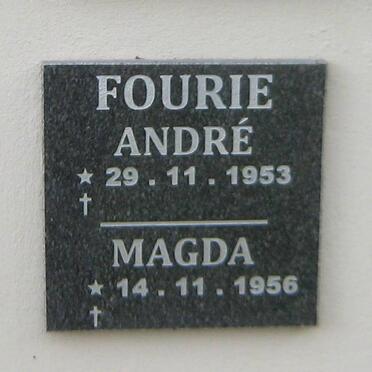 FOURIE
ANDRÉ
★ 29 . 11 . 1953
✝
MAGDA
★ 14 . 11 . 1956
✝